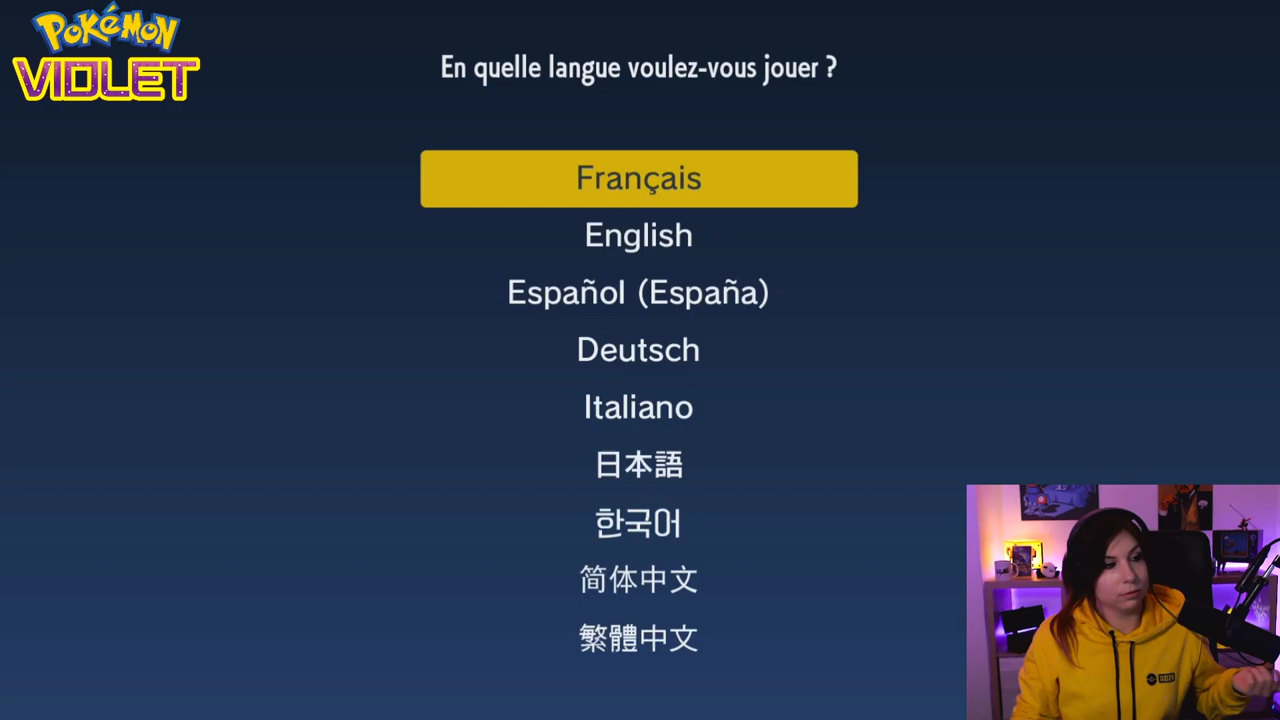 POKéMON
VIOLET
En quelle langue voulez-vous jouer ?
Français
English
Español (España)
Deutsch
Italiano
日本語
한국어
简体中文
繁體中文